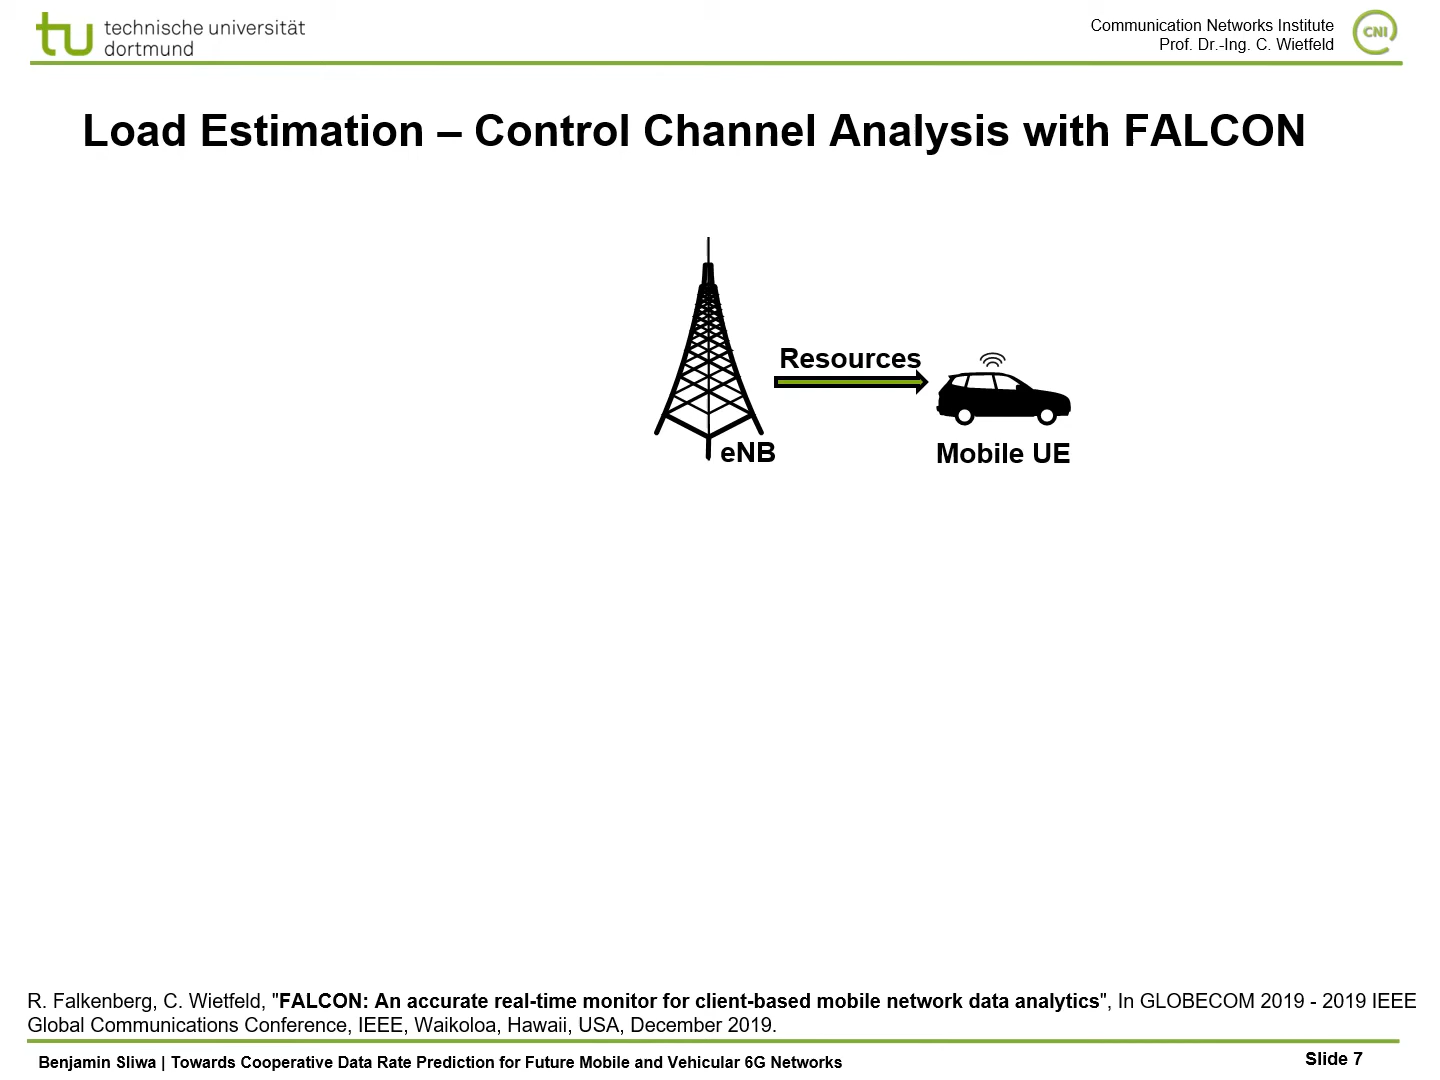 tu technische universität
dortmund
Communication Networks Institute
Prof. Dr.-Ing. C. Wietfeld
CNI
Load Estimation – Control Channel Analysis with FALCON
Resources
eNB
Mobile UE
R. Falkenberg, C. Wietfeld, "FALCON: An accurate real-time monitor for client-based mobile network data analytics", In GLOBECOM 2019 - 2019 IEEE
Global Communications Conference, IEEE, Waikoloa, Hawaii, USA, December 2019.
Benjamin Sliwa | Towards Cooperative Data Rate Prediction for Future Mobile and Vehicular 6G Networks
Slide 7